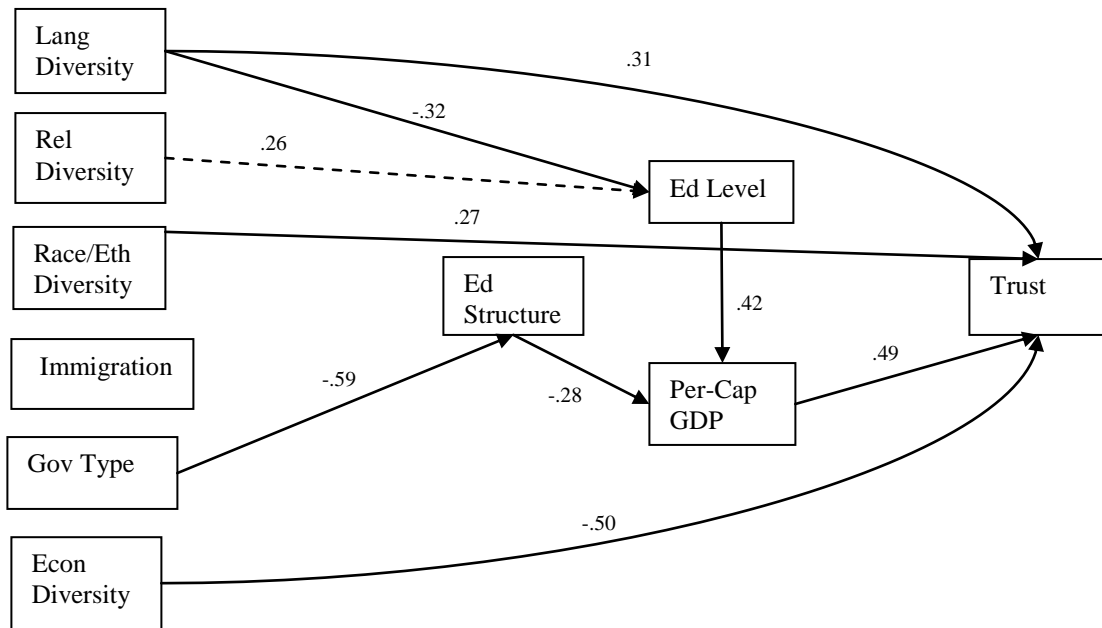 Lang
Diversity
.31
-.32
Rel
Diversity
.26
Ed Level
.27
Race/Eth
Diversity
Ed
Structure
Trust
.42
Immigration
-.59
-.28
Per-Cap
GDP
.49
Gov Type
-.50
Econ
Diversity